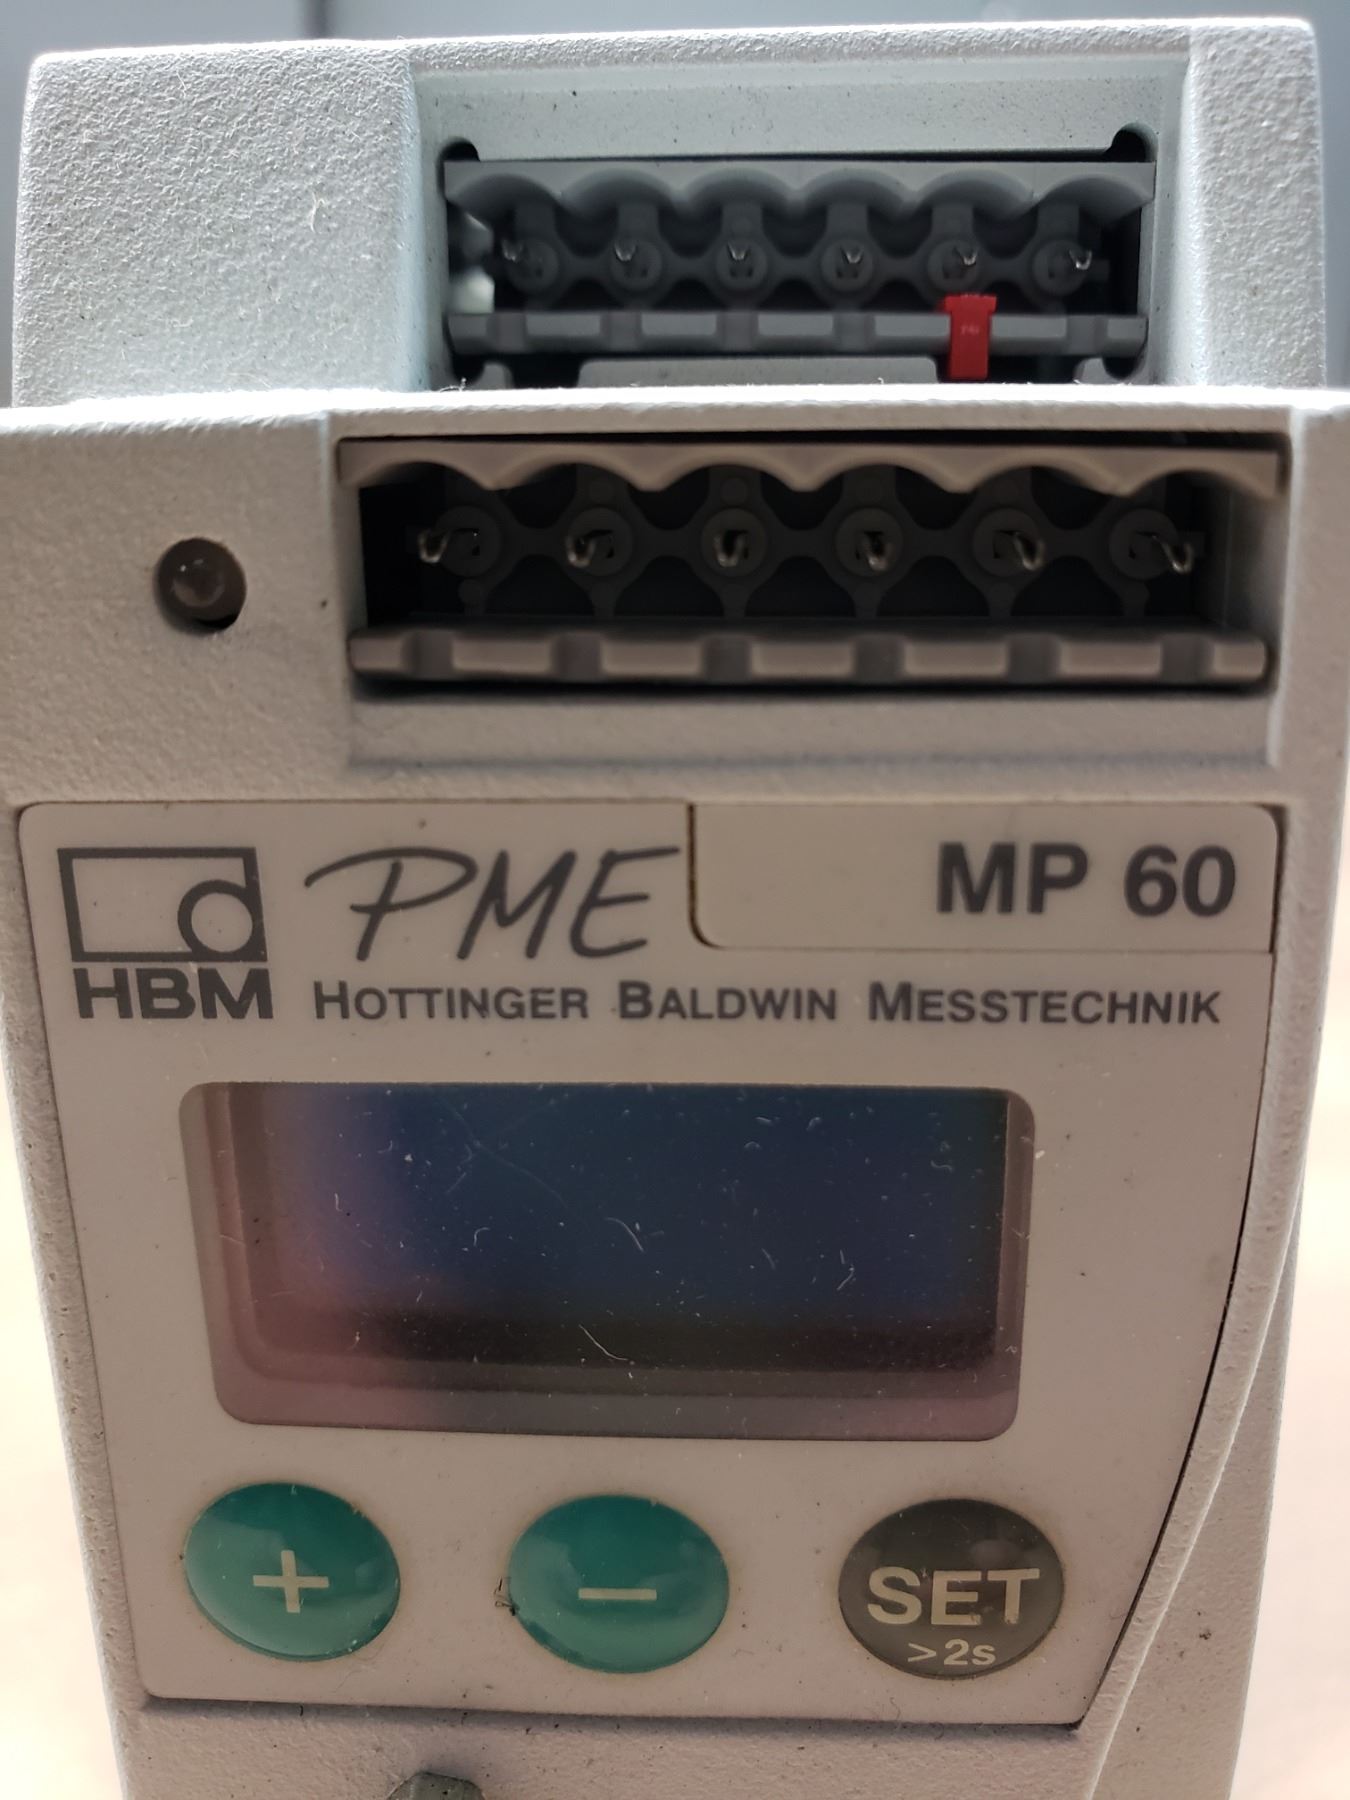 PME
MP 60
HBM
HOTTINGER BALDWIN MESSTECHNIK
+
−
SET
>2s